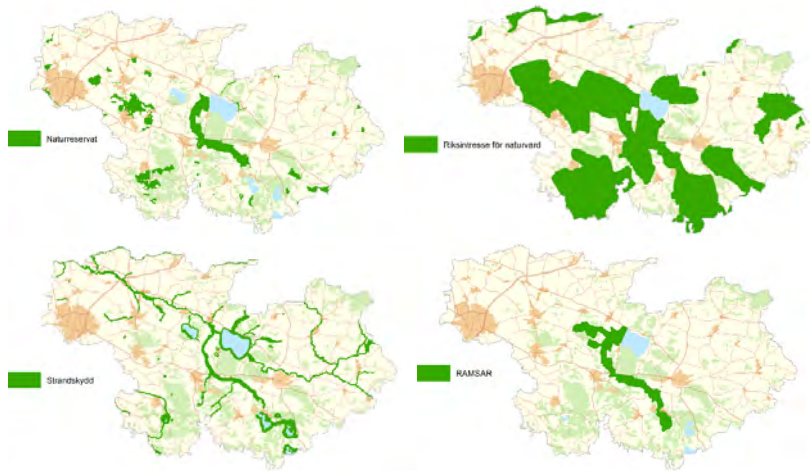 Naturreservat
Riksintresse för naturvård
Strandskydd
RAMSAR